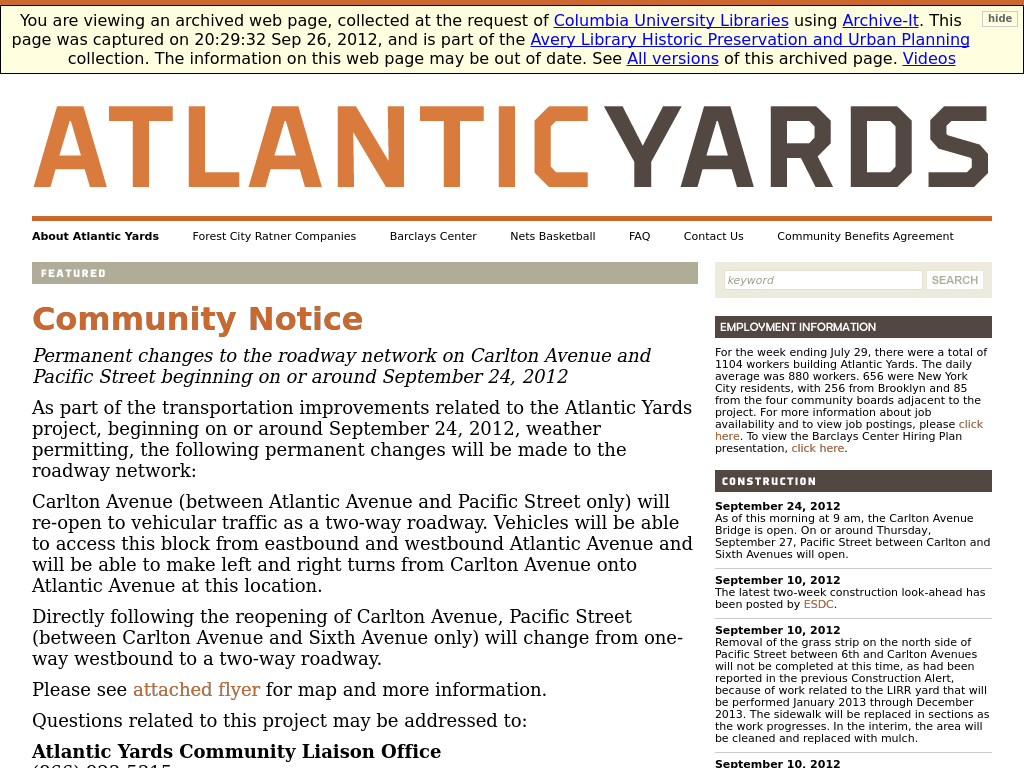 You are viewing an archived web page, collected at the request of Columbia University Libraries using Archive-It. This
page was captured on 20:29:32 Sep 26, 2012, and is part of the Avery Library Historic Preservation and Urban Planning
collection. The information on this web page may be out of date. See All versions of this archived page. Videos
hide
ATLANTICYARDS
About Atlantic Yards Forest City Ratner Companies Barclays Center Nets Basketball FAQ Contact Us Community Benefits Agreement
FEATURED
Community Notice
Permanent changes to the roadway network on Carlton Avenue and
Pacific Street beginning on or around September 24, 2012
As part of the transportation improvements related to the Atlantic Yards
project, beginning on or around September 24, 2012, weather
permitting, the following permanent changes will be made to the
roadway network:
Carlton Avenue (between Atlantic Avenue and Pacific Street only) will
re-open to vehicular traffic as a two-way roadway. Vehicles will be able
to access this block from eastbound and westbound Atlantic Avenue and
will be able to make left and right turns from Carlton Avenue onto
Atlantic Avenue at this location.
Directly following the reopening of Carlton Avenue, Pacific Street
(between Carlton Avenue and Sixth Avenue only) will change from one-
way westbound to a two-way roadway.
Please see attached flyer for map and more information.
Questions related to this project may be addressed to:
Atlantic Yards Community Liaison Office
keyword SEARCH
EMPLOYMENT INFORMATION
For the week ending July 29, there were a total of
1104 workers building Atlantic Yards. The daily
average was 880 workers. 656 were New York
City residents, with 256 from Brooklyn and 85
from the four community boards adjacent to the
project. For more information about job
availability and to view job postings, please click
here. To view the Barclays Center Hiring Plan
presentation, click here.
CONSTRUCTION
September 24, 2012
As of this morning at 9 am, the Carlton Avenue
Bridge is open. On or around Thursday,
September 27, Pacific Street between Carlton and
Sixth Avenues will open.
September 10, 2012
The latest two-week construction look-ahead has
been posted by ESDC.
September 10, 2012
Removal of the grass strip on the north side of
Pacific Street between 6th and Carlton Avenues
will not be completed at this time, as had been
reported in the previous Construction Alert,
because of work related to the LIRR yard that will
be performed January 2013 through December
2013. The sidewalk will be replaced in sections as
the work progresses. In the interim, the area will
be cleaned and replaced with mulch.
September 10, 2012